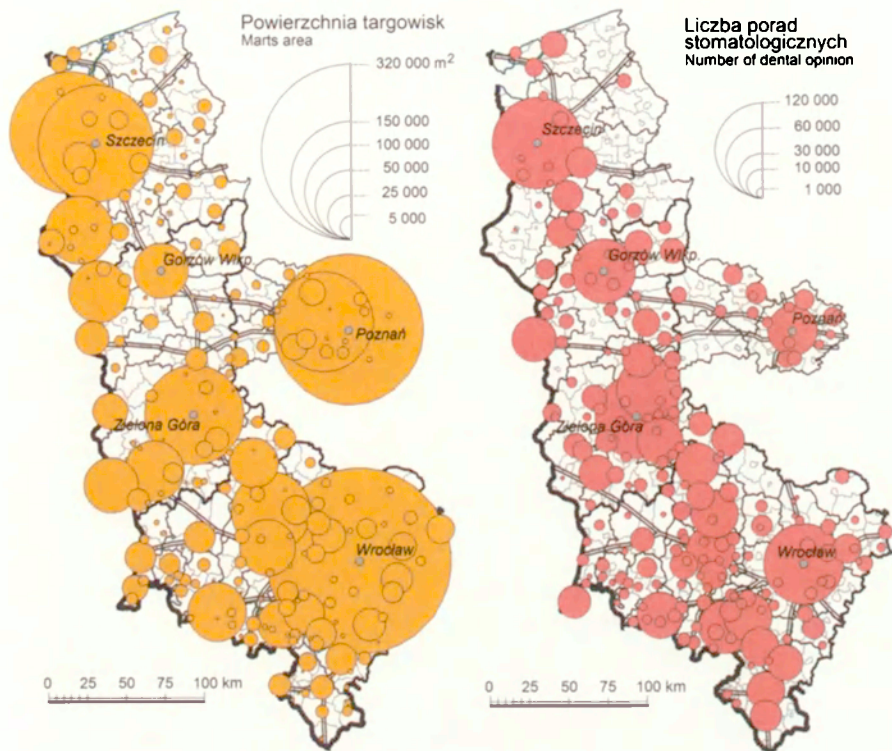 Powierzchnia targowisk
Marts area
320 000 m²
150 000
100 000
50 000
25 000
5 000
Szczecin
Gorzów Wlkp.
Poznań
Zielona Góra
Wrocław
0 25 50 75 100 km
Liczba porad
stomatologicznych
Number of dental opinion
120 000
60 000
30 000
10 000
1 000
Szczecin
Gorzów Wlkp.
Poznań
Zielona Góra
Wrocław
0 25 50 75 100 km